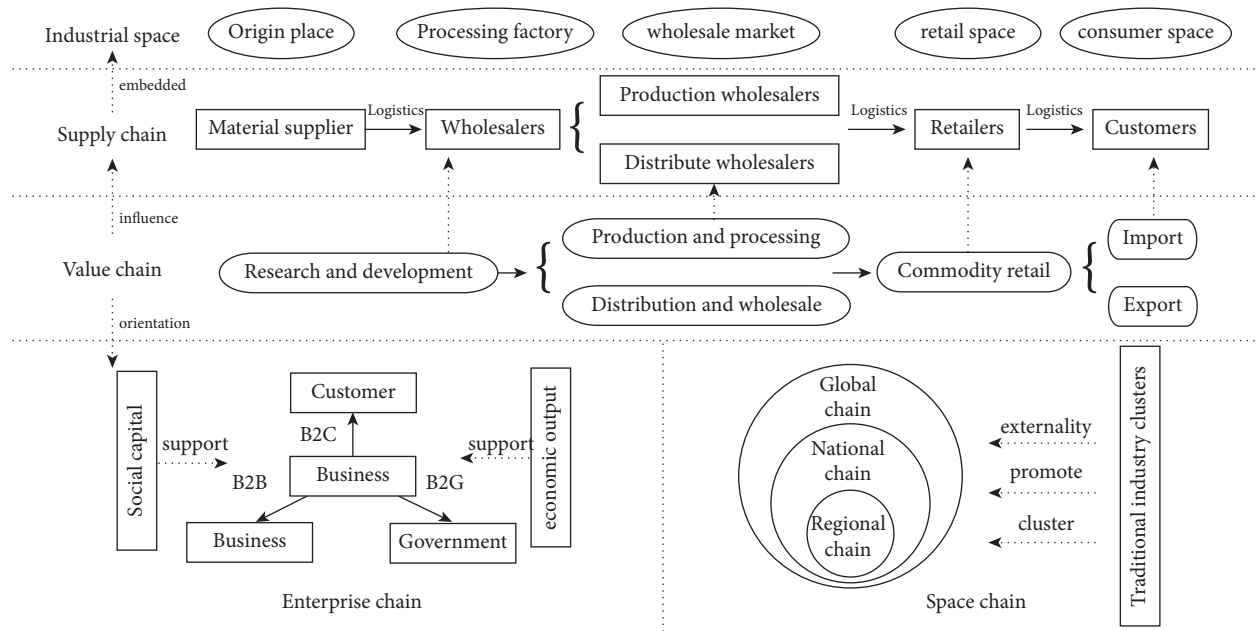 Industrial space
Origin place
Processing factory
wholesale market
retail space
consumer space
embedded
Supply chain
Material supplier
Logistics
Wholesalers
{
Production wholesalers
Distribute wholesalers
Logistics
Retailers
Logistics
Customers
influence
Value chain
Research and development
{
Production and processing
Distribution and wholesale
Commodity retail
{
Import
Export
orientation
Social capital
support
Customer
B2C
Business
B2B
B2G
Business
Government
support
economic output
Enterprise chain
Global
chain
National
chain
Regional
chain
externality
promote
cluster
Traditional industry clusters
Space chain